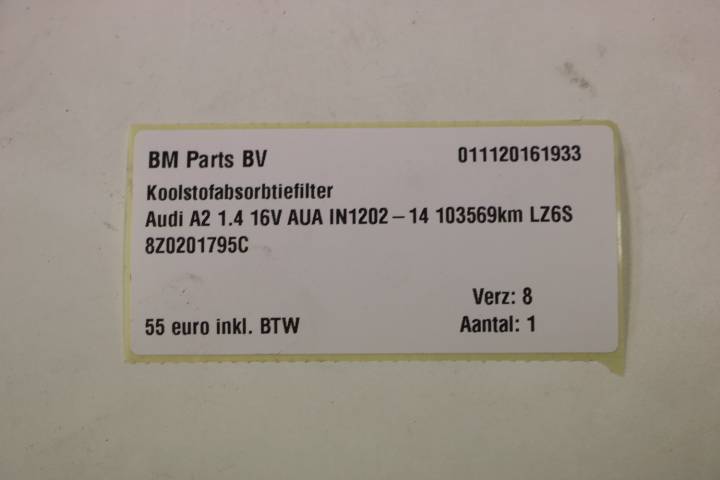 BM Parts BV 011120161933
Koolstofabsorbtiefilter
Audi A2 1.4 16V AUA IN1202 – 14 103569km LZ6S
8Z0201795C
Verz: 8
55 euro inkl. BTW Aantal: 1